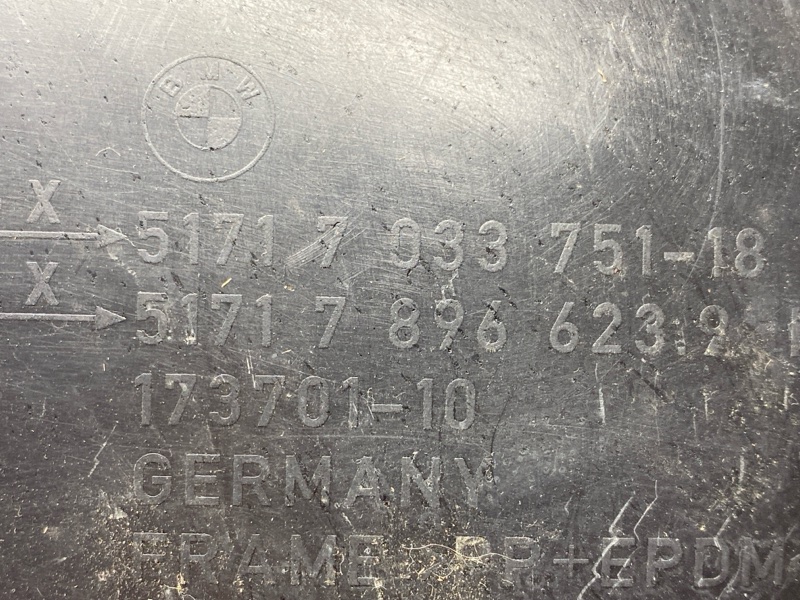 BMW
X
5171 7 033 751-18
X
5171 7 896 623.9
173701-10
GERMANY
FRAME PP+EPDM